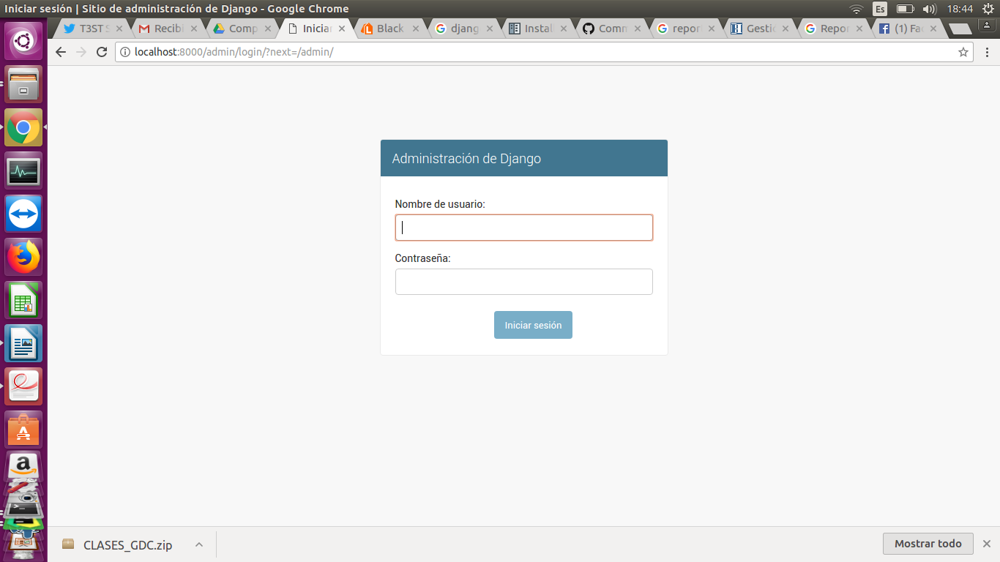 Iniciar sesión | Sitio de administración de Django - Google Chrome
Es
18:44
T3ST S
Recibi
Comp
Iniciar
Black
djang
Instal
Comm
repor
Gesti
Repor
(1) Fac
localhost:8000/admin/login/?next=/admin/
Administración de Django
Nombre de usuario:
Contraseña:
Iniciar sesión
CLASES_GDC.zip
Mostrar todo